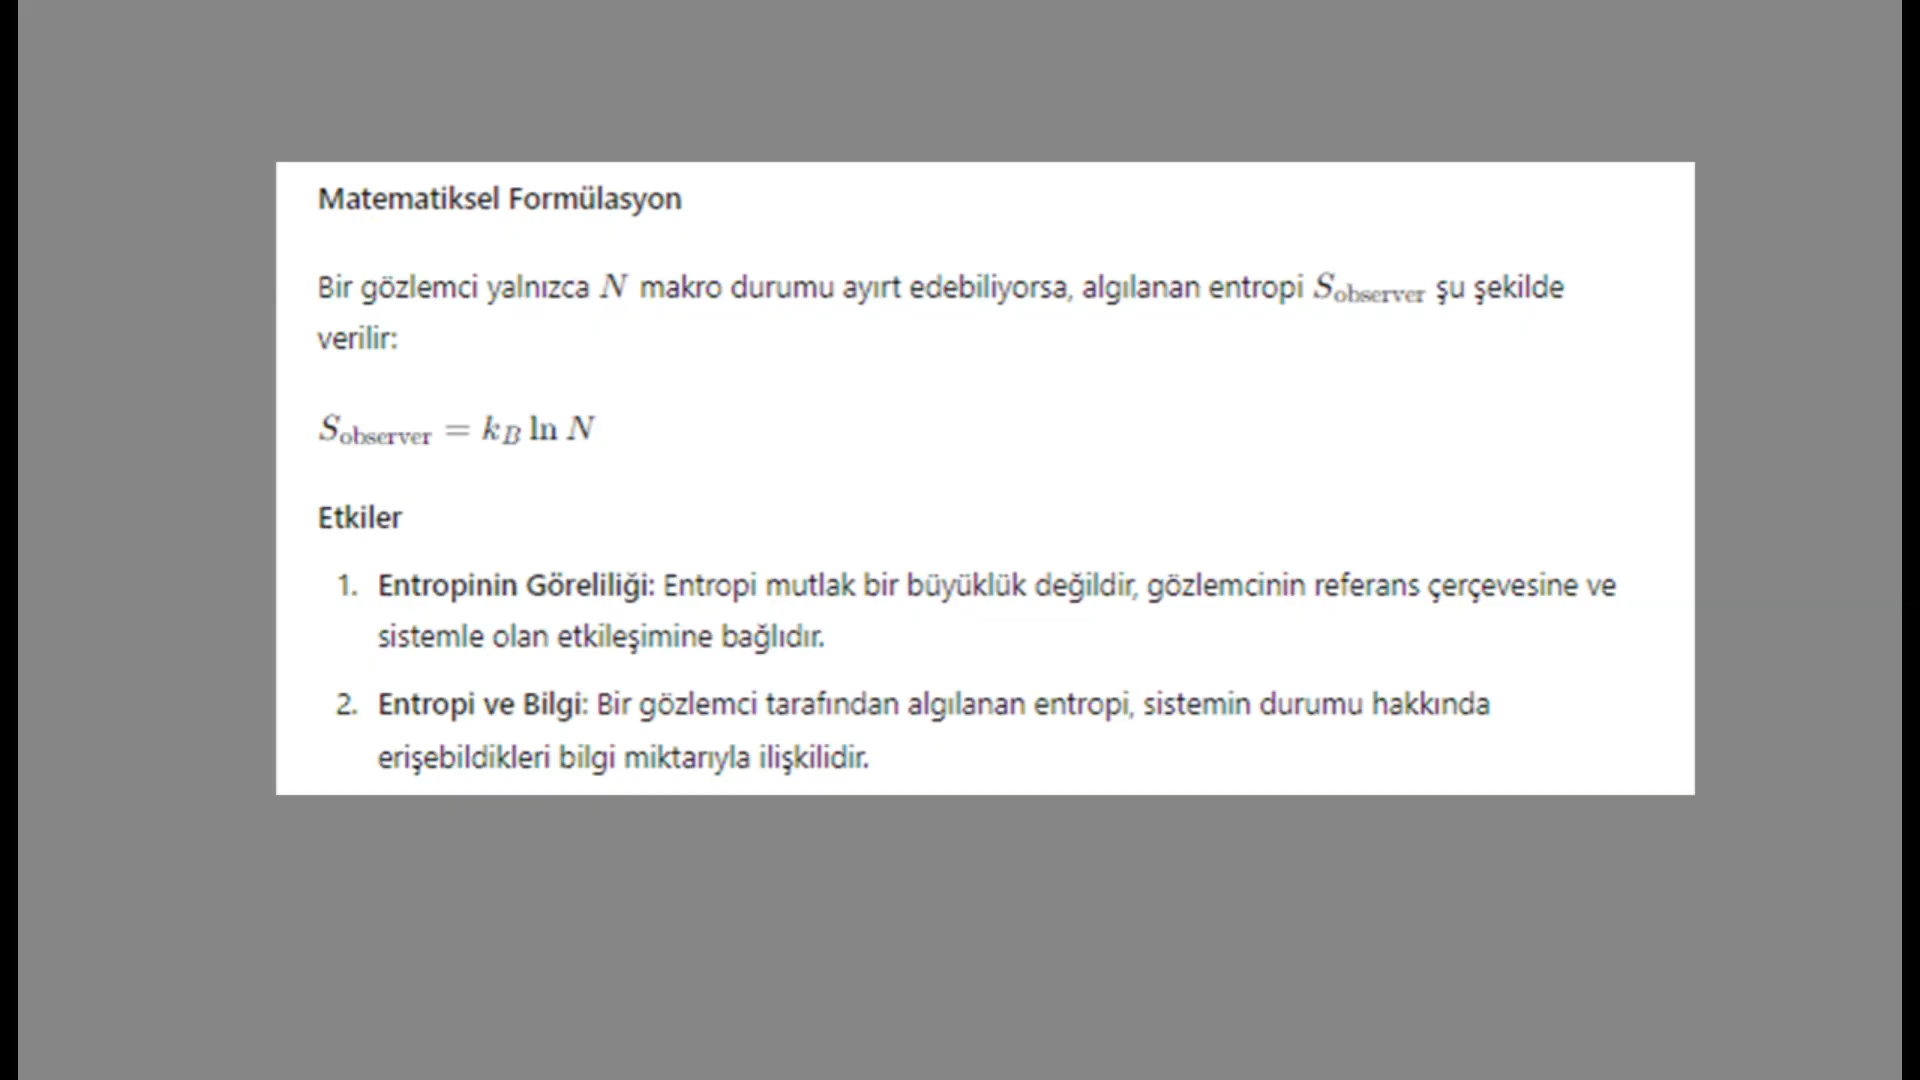 Matematiksel Formülasyon
Bir gözlemci yalnızca N makro durumu ayırt edebiliyorsa, algılanan entropi S_observer şu şekilde
verilir:
S_observer = k_B ln N
Etkiler
1. Entropinin Göreliliği: Entropi mutlak bir büyüklük değildir, gözlemcinin referans çerçevesine ve
sistemle olan etkileşimine bağlıdır.
2. Entropi ve Bilgi: Bir gözlemci tarafından algılanan entropi, sistemin durumu hakkında
erişebildikleri bilgi miktarıyla ilişkilidir.